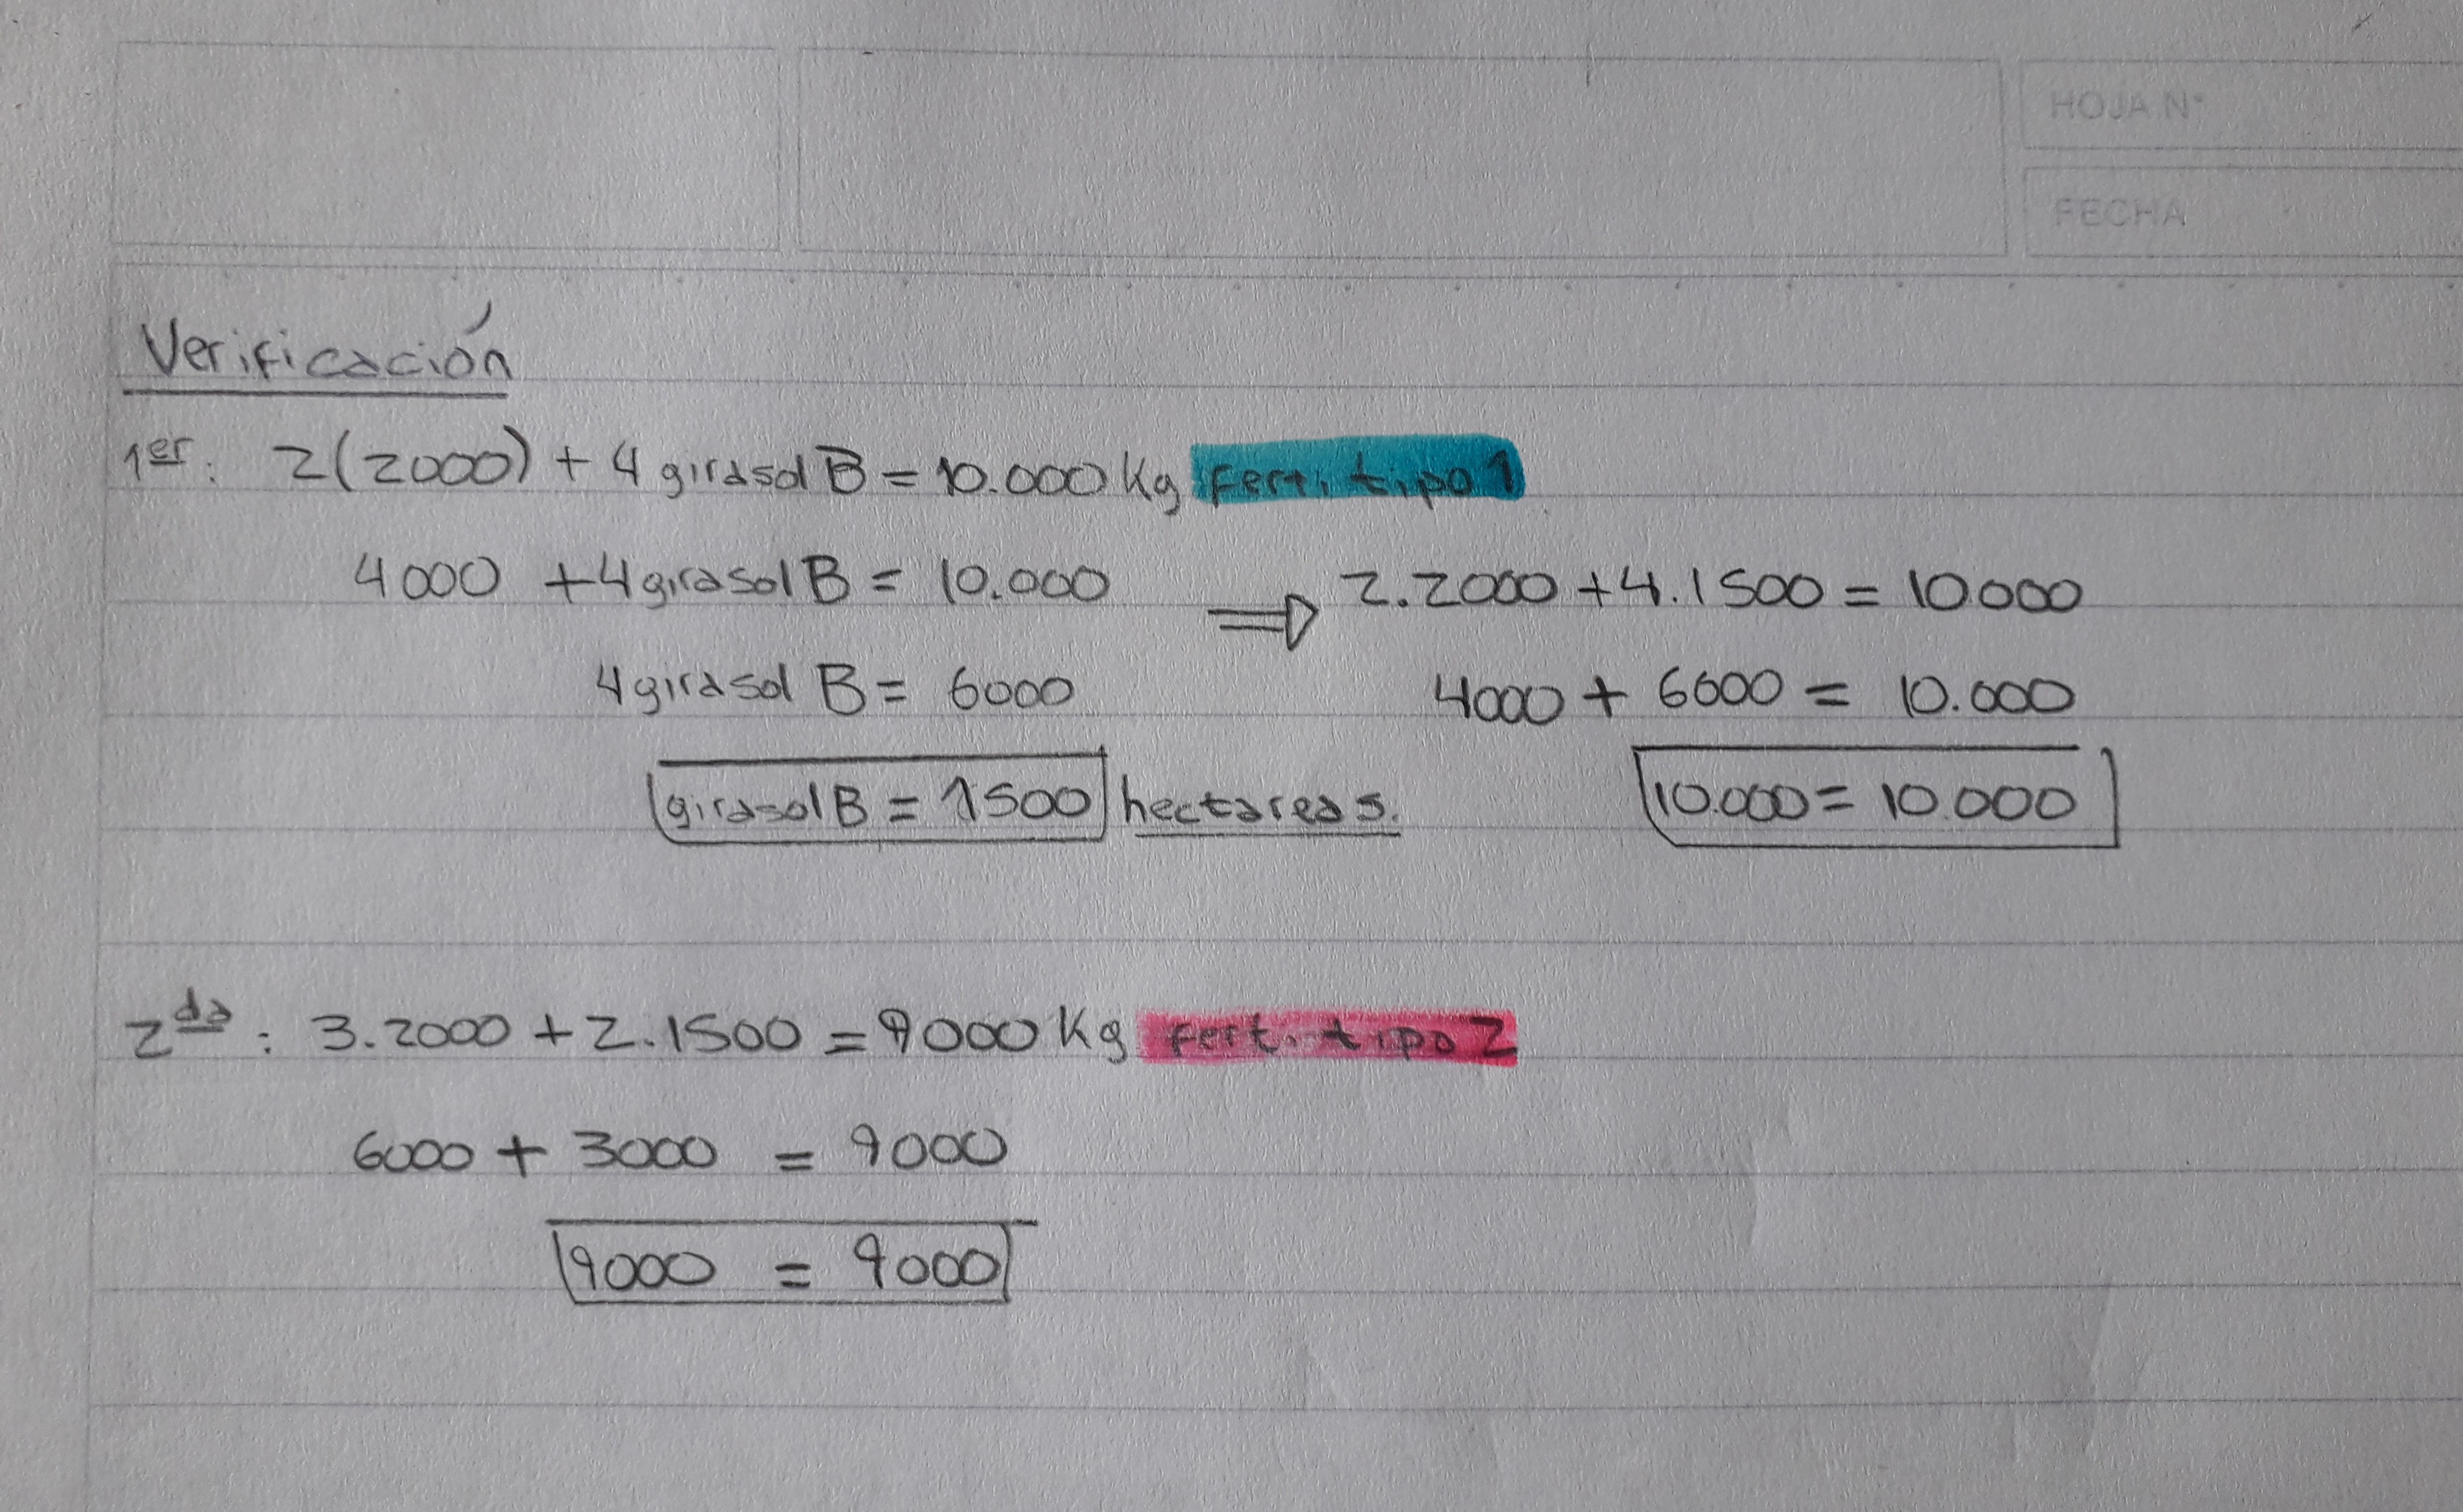 HOJA N°
FECHA
Verificación
1er: 2(2000) + 4 girasol B = 10.000 Kg fert. tipo 1
4000 + 4 girasol B = 10.000
4 girasol B = 6000
girasol B = 1500 hectareas.
⇒ 2.2000 + 4.1500 = 10000
4000 + 6000 = 10.000
10.000 = 10.000
2da: 3.2000 + 2.1500 = 9000 Kg fert. tipo 2
6000 + 3000 = 9000
9000 = 9000